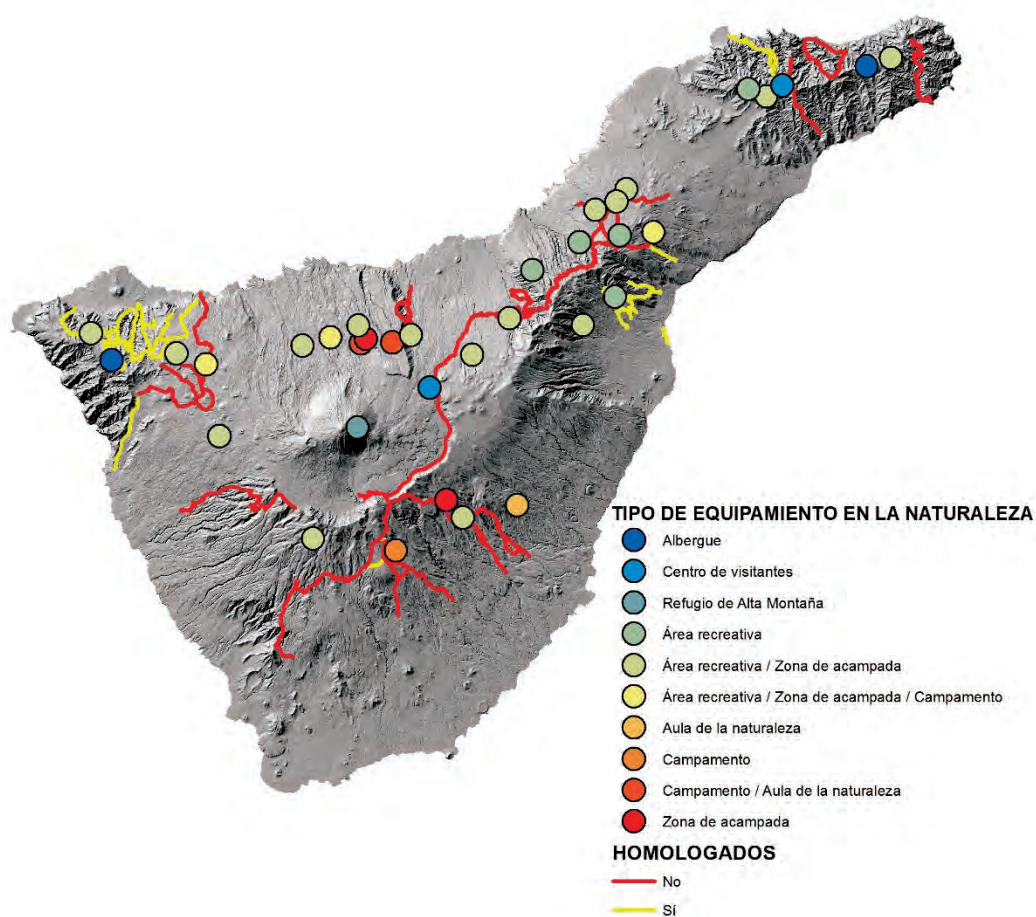 TIPO DE EQUIPAMIENTO EN LA NATURALEZA
Albergue
Centro de visitantes
Refugio de Alta Montaña
Área recreativa
Área recreativa / Zona de acampada
Área recreativa / Zona de acampada / Campamento
Aula de la naturaleza
Campamento
Campamento / Aula de la naturaleza
Zona de acampada
HOMOLOGADOS
No
Sí